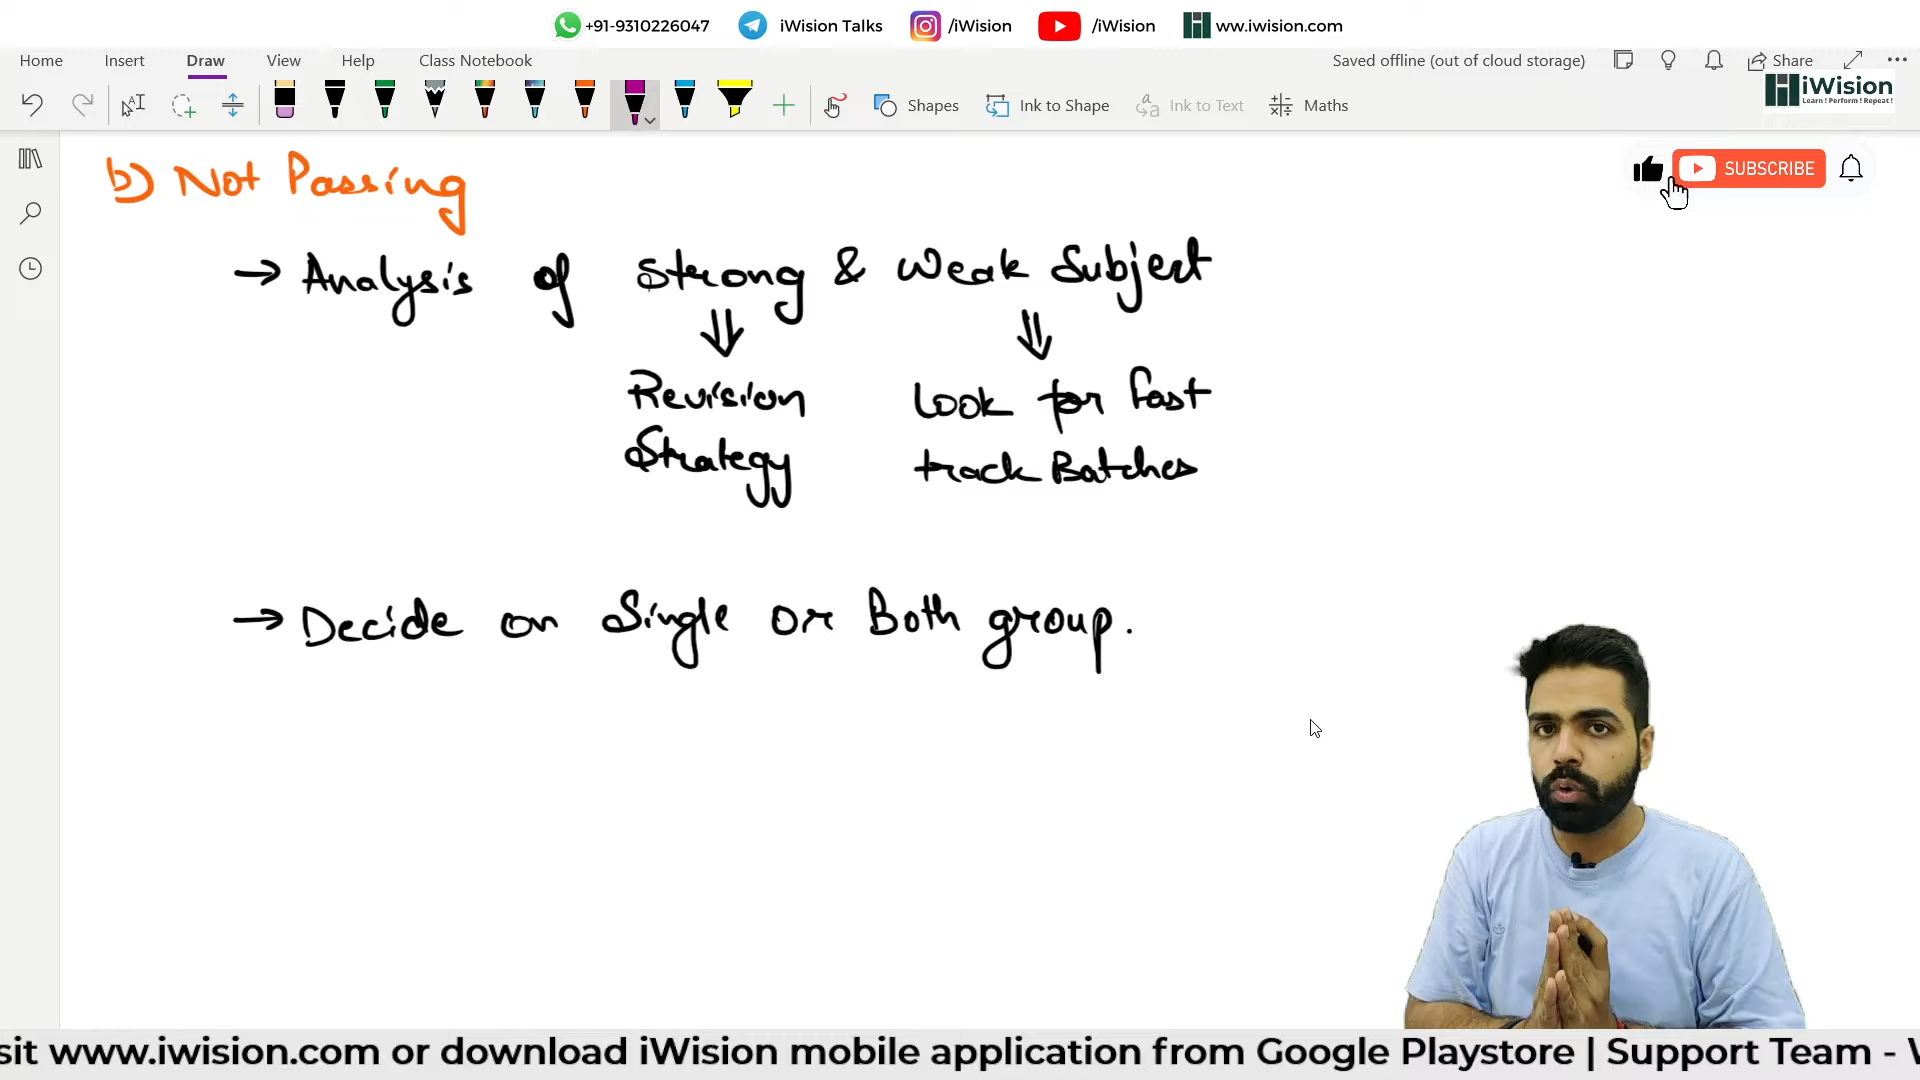 +91-9310226047 iWision Talks /iWision /iWision ww.iwision.com
Home Insert Draw View Help Class Notebook Saved offline (out of cloud storage) Share
Shapes Ink to Shape Ink to Text Maths
iWision
Learn ! Perform ! Repeat !
SUBSCRIBE
b) Not Passing
→ Analysis of Strong & Weak Subject
Revision Look for fast
Strategy track Batches
→ Decide on Single or Both group.
sit www.iwision.com or download iWision mobile application from Google Playstore | Support Team -